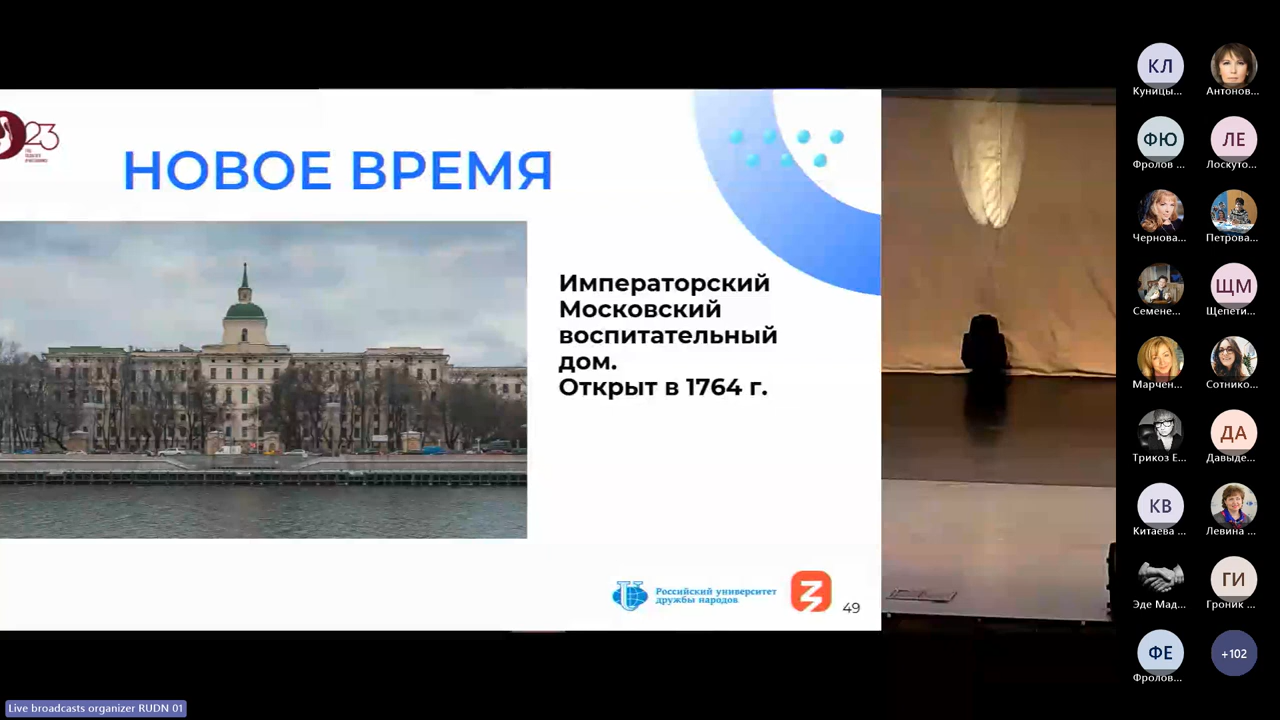 23
НОВОЕ ВРЕМЯ
Императорский
Московский
воспитательный
дом.
Открыт в 1764 г.
Российский университет
дружбы народов
49
КЛ
Куницы...
Антонов...
ФЮ
Фролов ...
ЛЕ
Лоскуто...
Чернова...
Петрова...
Семене...
ЩМ
Щепети...
Марчен...
Сотнико...
Трикоз Е...
ДА
Давыде...
КВ
Китаева ...
Левина ...
Эде Мад...
ГИ
Гроник ...
ФЕ
Фролов...
+102
Live broadcasts organizer RUDN 01